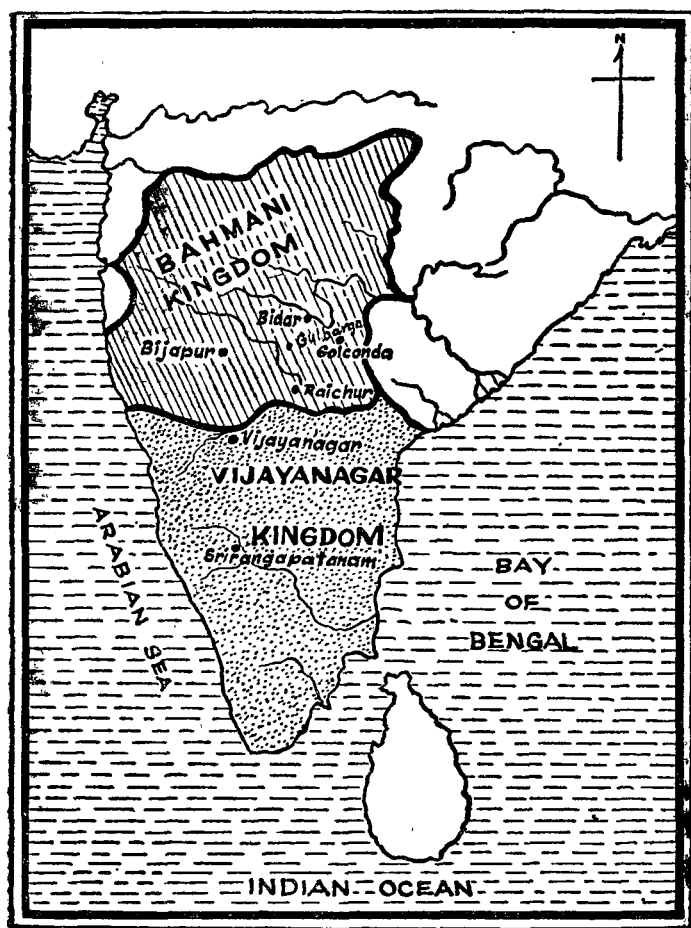 N
BAHMANI
KINGDOM
Bidar
Gulbarga
Golconda
Bijapur
Raichur
Vijayanagar
VIJAYANAGAR
KINGDOM
Srirangapatanam
ARABIAN SEA
BAY
OF
BENGAL
INDIAN OCEAN